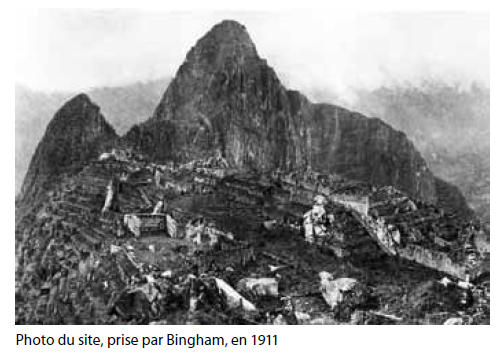 Photo du site, prise par Bingham, en 1911